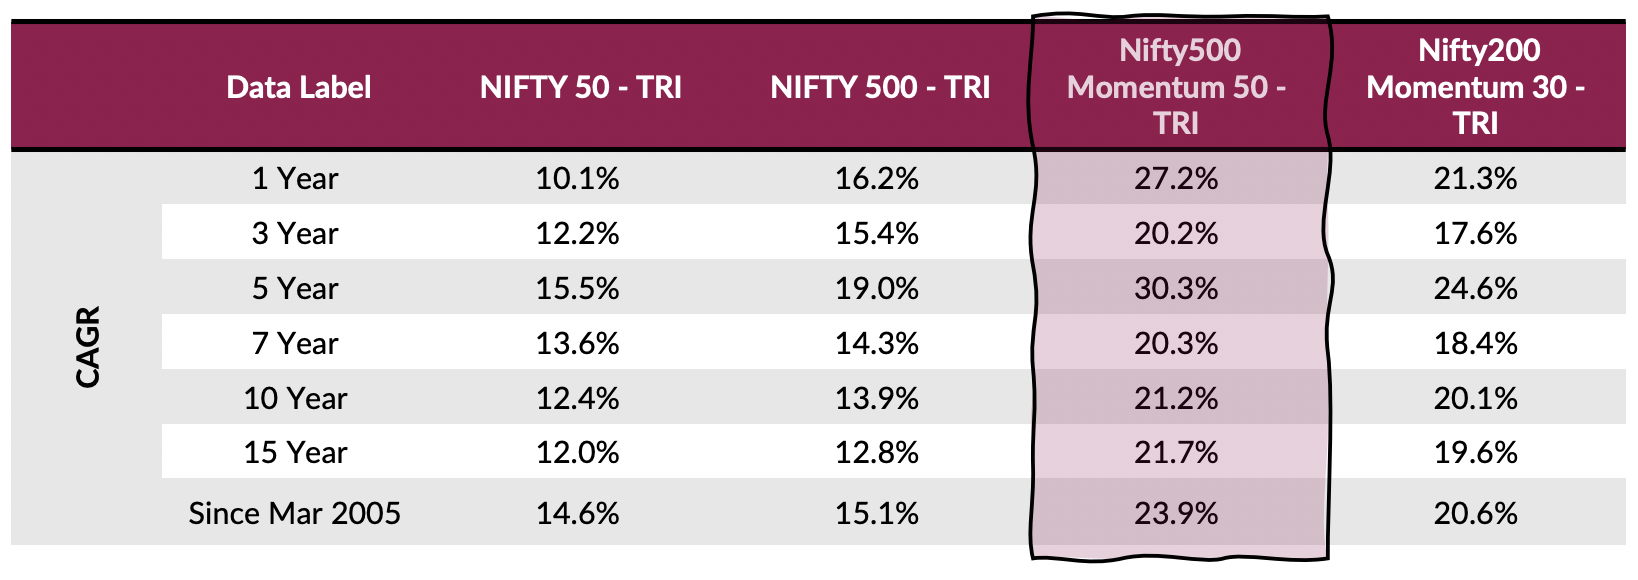 Data Label NIFTY 50 - TRI NIFTY 500 - TRI Nifty500 Momentum 50 - TRI Nifty200 Momentum 30 - TRI
CAGR
1 Year 10.1% 16.2% 27.2% 21.3%
3 Year 12.2% 15.4% 20.2% 17.6%
5 Year 15.5% 19.0% 30.3% 24.6%
7 Year 13.6% 14.3% 20.3% 18.4%
10 Year 12.4% 13.9% 21.2% 20.1%
15 Year 12.0% 12.8% 21.7% 19.6%
Since Mar 2005 14.6% 15.1% 23.9% 20.6%